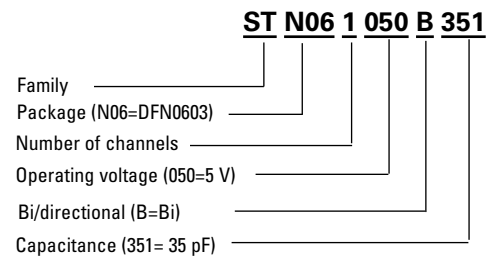 ST N06 1 050 B 351
Family
Package (N06=DFN0603)
Number of channels
Operating voltage (050=5 V)
Bi/directional (B=Bi)
Capacitance (351= 35 pF)